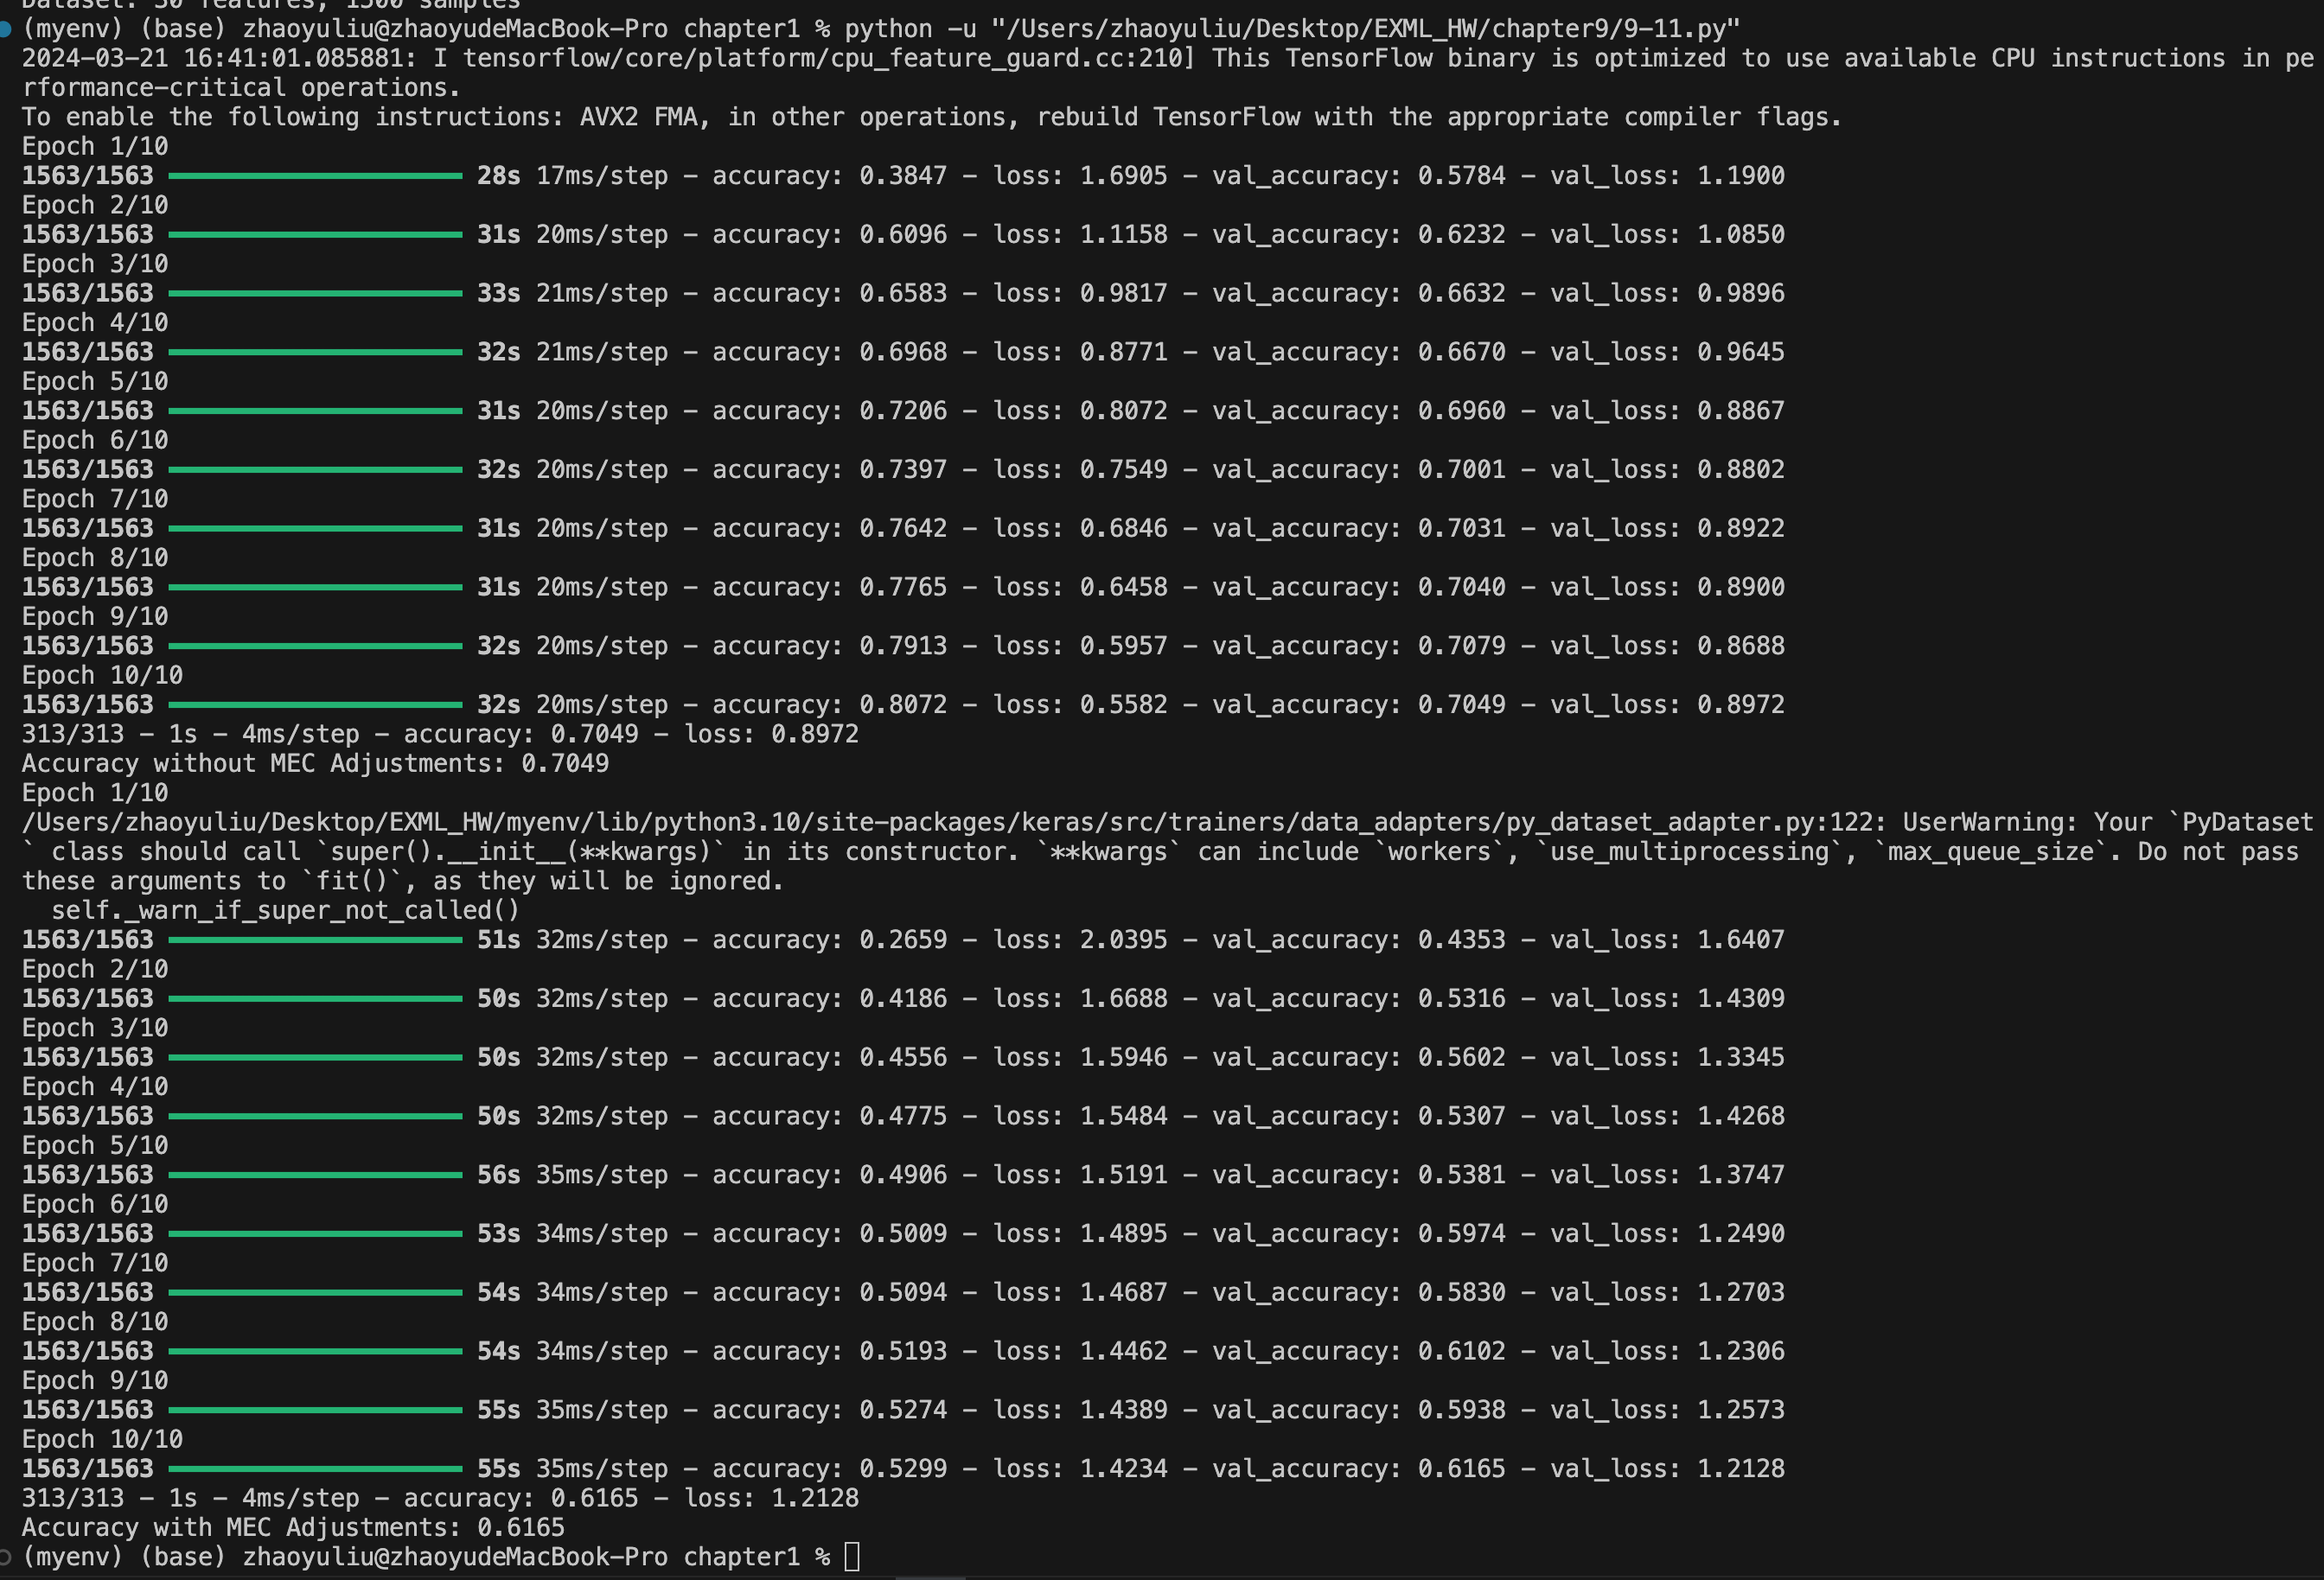 Dataset: 30 features, 1500 samples
(myenv) (base) zhaoyuliu@zhaoyudeMacBook-Pro chapter1 % python -u "/Users/zhaoyuliu/Desktop/EXML_HW/chapter9/9-11.py"
2024-03-21 16:41:01.085881: I tensorflow/core/platform/cpu_feature_guard.cc:210] This TensorFlow binary is optimized to use available CPU instructions in pe
rformance-critical operations.
To enable the following instructions: AVX2 FMA, in other operations, rebuild TensorFlow with the appropriate compiler flags.
Epoch 1/10
1563/1563 28s 17ms/step - accuracy: 0.3847 - loss: 1.6905 - val_accuracy: 0.5784 - val_loss: 1.1900
Epoch 2/10
1563/1563 31s 20ms/step - accuracy: 0.6096 - loss: 1.1158 - val_accuracy: 0.6232 - val_loss: 1.0850
Epoch 3/10
1563/1563 33s 21ms/step - accuracy: 0.6583 - loss: 0.9817 - val_accuracy: 0.6632 - val_loss: 0.9896
Epoch 4/10
1563/1563 32s 21ms/step - accuracy: 0.6968 - loss: 0.8771 - val_accuracy: 0.6670 - val_loss: 0.9645
Epoch 5/10
1563/1563 31s 20ms/step - accuracy: 0.7206 - loss: 0.8072 - val_accuracy: 0.6960 - val_loss: 0.8867
Epoch 6/10
1563/1563 32s 20ms/step - accuracy: 0.7397 - loss: 0.7549 - val_accuracy: 0.7001 - val_loss: 0.8802
Epoch 7/10
1563/1563 31s 20ms/step - accuracy: 0.7642 - loss: 0.6846 - val_accuracy: 0.7031 - val_loss: 0.8922
Epoch 8/10
1563/1563 31s 20ms/step - accuracy: 0.7765 - loss: 0.6458 - val_accuracy: 0.7040 - val_loss: 0.8900
Epoch 9/10
1563/1563 32s 20ms/step - accuracy: 0.7913 - loss: 0.5957 - val_accuracy: 0.7079 - val_loss: 0.8688
Epoch 10/10
1563/1563 32s 20ms/step - accuracy: 0.8072 - loss: 0.5582 - val_accuracy: 0.7049 - val_loss: 0.8972
313/313 - 1s - 4ms/step - accuracy: 0.7049 - loss: 0.8972
Accuracy without MEC Adjustments: 0.7049
Epoch 1/10
/Users/zhaoyuliu/Desktop/EXML_HW/myenv/lib/python3.10/site-packages/keras/src/trainers/data_adapters/py_dataset_adapter.py:122: UserWarning: Your `PyDataset
` class should call `super().__init__(**kwargs)` in its constructor. `**kwargs` can include `workers`, `use_multiprocessing`, `max_queue_size`. Do not pass
these arguments to `fit()`, as they will be ignored.
  self._warn_if_super_not_called()
1563/1563 51s 32ms/step - accuracy: 0.2659 - loss: 2.0395 - val_accuracy: 0.4353 - val_loss: 1.6407
Epoch 2/10
1563/1563 50s 32ms/step - accuracy: 0.4186 - loss: 1.6688 - val_accuracy: 0.5316 - val_loss: 1.4309
Epoch 3/10
1563/1563 50s 32ms/step - accuracy: 0.4556 - loss: 1.5946 - val_accuracy: 0.5602 - val_loss: 1.3345
Epoch 4/10
1563/1563 50s 32ms/step - accuracy: 0.4775 - loss: 1.5484 - val_accuracy: 0.5307 - val_loss: 1.4268
Epoch 5/10
1563/1563 56s 35ms/step - accuracy: 0.4906 - loss: 1.5191 - val_accuracy: 0.5381 - val_loss: 1.3747
Epoch 6/10
1563/1563 53s 34ms/step - accuracy: 0.5009 - loss: 1.4895 - val_accuracy: 0.5974 - val_loss: 1.2490
Epoch 7/10
1563/1563 54s 34ms/step - accuracy: 0.5094 - loss: 1.4687 - val_accuracy: 0.5830 - val_loss: 1.2703
Epoch 8/10
1563/1563 54s 34ms/step - accuracy: 0.5193 - loss: 1.4462 - val_accuracy: 0.6102 - val_loss: 1.2306
Epoch 9/10
1563/1563 55s 35ms/step - accuracy: 0.5274 - loss: 1.4389 - val_accuracy: 0.5938 - val_loss: 1.2573
Epoch 10/10
1563/1563 55s 35ms/step - accuracy: 0.5299 - loss: 1.4234 - val_accuracy: 0.6165 - val_loss: 1.2128
313/313 - 1s - 4ms/step - accuracy: 0.6165 - loss: 1.2128
Accuracy with MEC Adjustments: 0.6165
(myenv) (base) zhaoyuliu@zhaoyudeMacBook-Pro chapter1 %